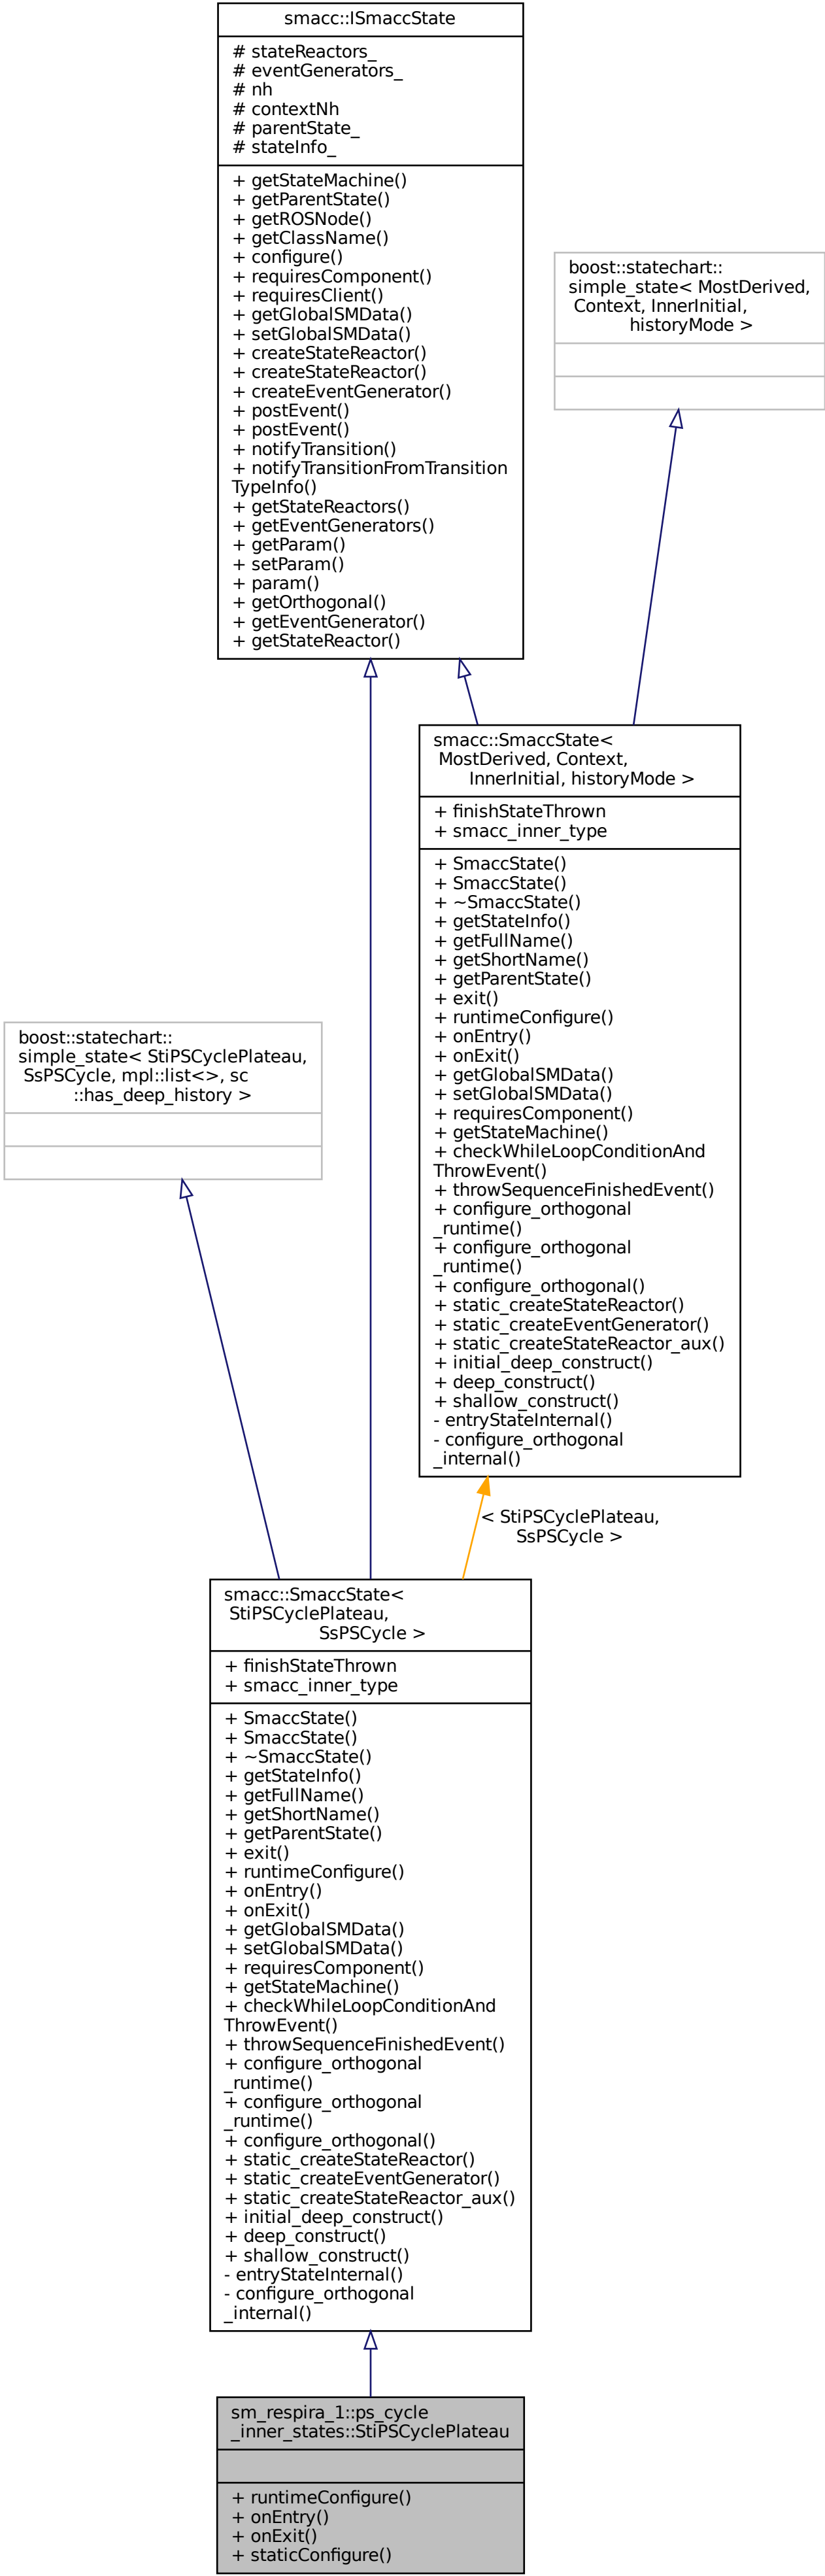 smacc::ISmaccState
# stateReactors_
# eventGenerators_
# nh
# contextNh
# parentState_
# stateInfo_
+ getStateMachine()
+ getParentState()
+ getROSNode()
+ getClassName()
+ configure()
+ requiresComponent()
+ requiresClient()
+ getGlobalSMData()
+ setGlobalSMData()
+ createStateReactor()
+ createStateReactor()
+ createEventGenerator()
+ postEvent()
+ postEvent()
+ notifyTransition()
+ notifyTransitionFromTransition
TypeInfo()
+ getStateReactors()
+ getEventGenerators()
+ getParam()
+ setParam()
+ param()
+ getOrthogonal()
+ getEventGenerator()
+ getStateReactor()
boost::statechart::
simple_state< MostDerived,
Context, InnerInitial,
historyMode >
smacc::SmaccState<
MostDerived, Context,
InnerInitial, historyMode >
+ finishStateThrown
+ smacc_inner_type
+ SmaccState()
+ SmaccState()
+ ~SmaccState()
+ getStateInfo()
+ getFullName()
+ getShortName()
+ getParentState()
+ exit()
+ runtimeConfigure()
+ onEntry()
+ onExit()
+ getGlobalSMData()
+ setGlobalSMData()
+ requiresComponent()
+ getStateMachine()
+ checkWhileLoopConditionAnd
ThrowEvent()
+ throwSequenceFinishedEvent()
+ configure_orthogonal
_runtime()
+ configure_orthogonal
_runtime()
+ configure_orthogonal()
+ static_createStateReactor()
+ static_createEventGenerator()
+ static_createStateReactor_aux()
+ initial_deep_construct()
+ deep_construct()
+ shallow_construct()
- entryStateInternal()
- configure_orthogonal
_internal()
boost::statechart::
simple_state< StiPSCyclePlateau,
SsPSCycle, mpl::list<>, sc
::has_deep_history >
< StiPSCyclePlateau,
SsPSCycle >
smacc::SmaccState<
StiPSCyclePlateau,
SsPSCycle >
+ finishStateThrown
+ smacc_inner_type
+ SmaccState()
+ SmaccState()
+ ~SmaccState()
+ getStateInfo()
+ getFullName()
+ getShortName()
+ getParentState()
+ exit()
+ runtimeConfigure()
+ onEntry()
+ onExit()
+ getGlobalSMData()
+ setGlobalSMData()
+ requiresComponent()
+ getStateMachine()
+ checkWhileLoopConditionAnd
ThrowEvent()
+ throwSequenceFinishedEvent()
+ configure_orthogonal
_runtime()
+ configure_orthogonal
_runtime()
+ configure_orthogonal()
+ static_createStateReactor()
+ static_createEventGenerator()
+ static_createStateReactor_aux()
+ initial_deep_construct()
+ deep_construct()
+ shallow_construct()
- entryStateInternal()
- configure_orthogonal
_internal()
sm_respira_1::ps_cycle
_inner_states::StiPSCyclePlateau
+ runtimeConfigure()
+ onEntry()
+ onExit()
+ staticConfigure()